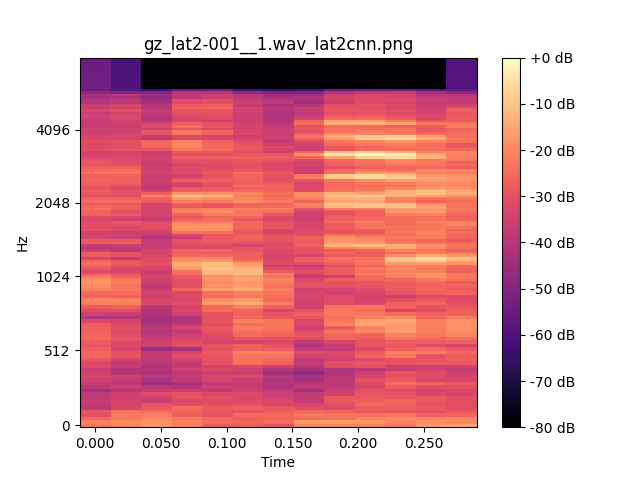 gz_lat2-001__1.wav_lat2cnn.png
Hz
4096
2048
1024
512
0
0.000 0.050 0.100 0.150 0.200 0.250
Time
+0 dB
-10 dB
-20 dB
-30 dB
-40 dB
-50 dB
-60 dB
-70 dB
-80 dB